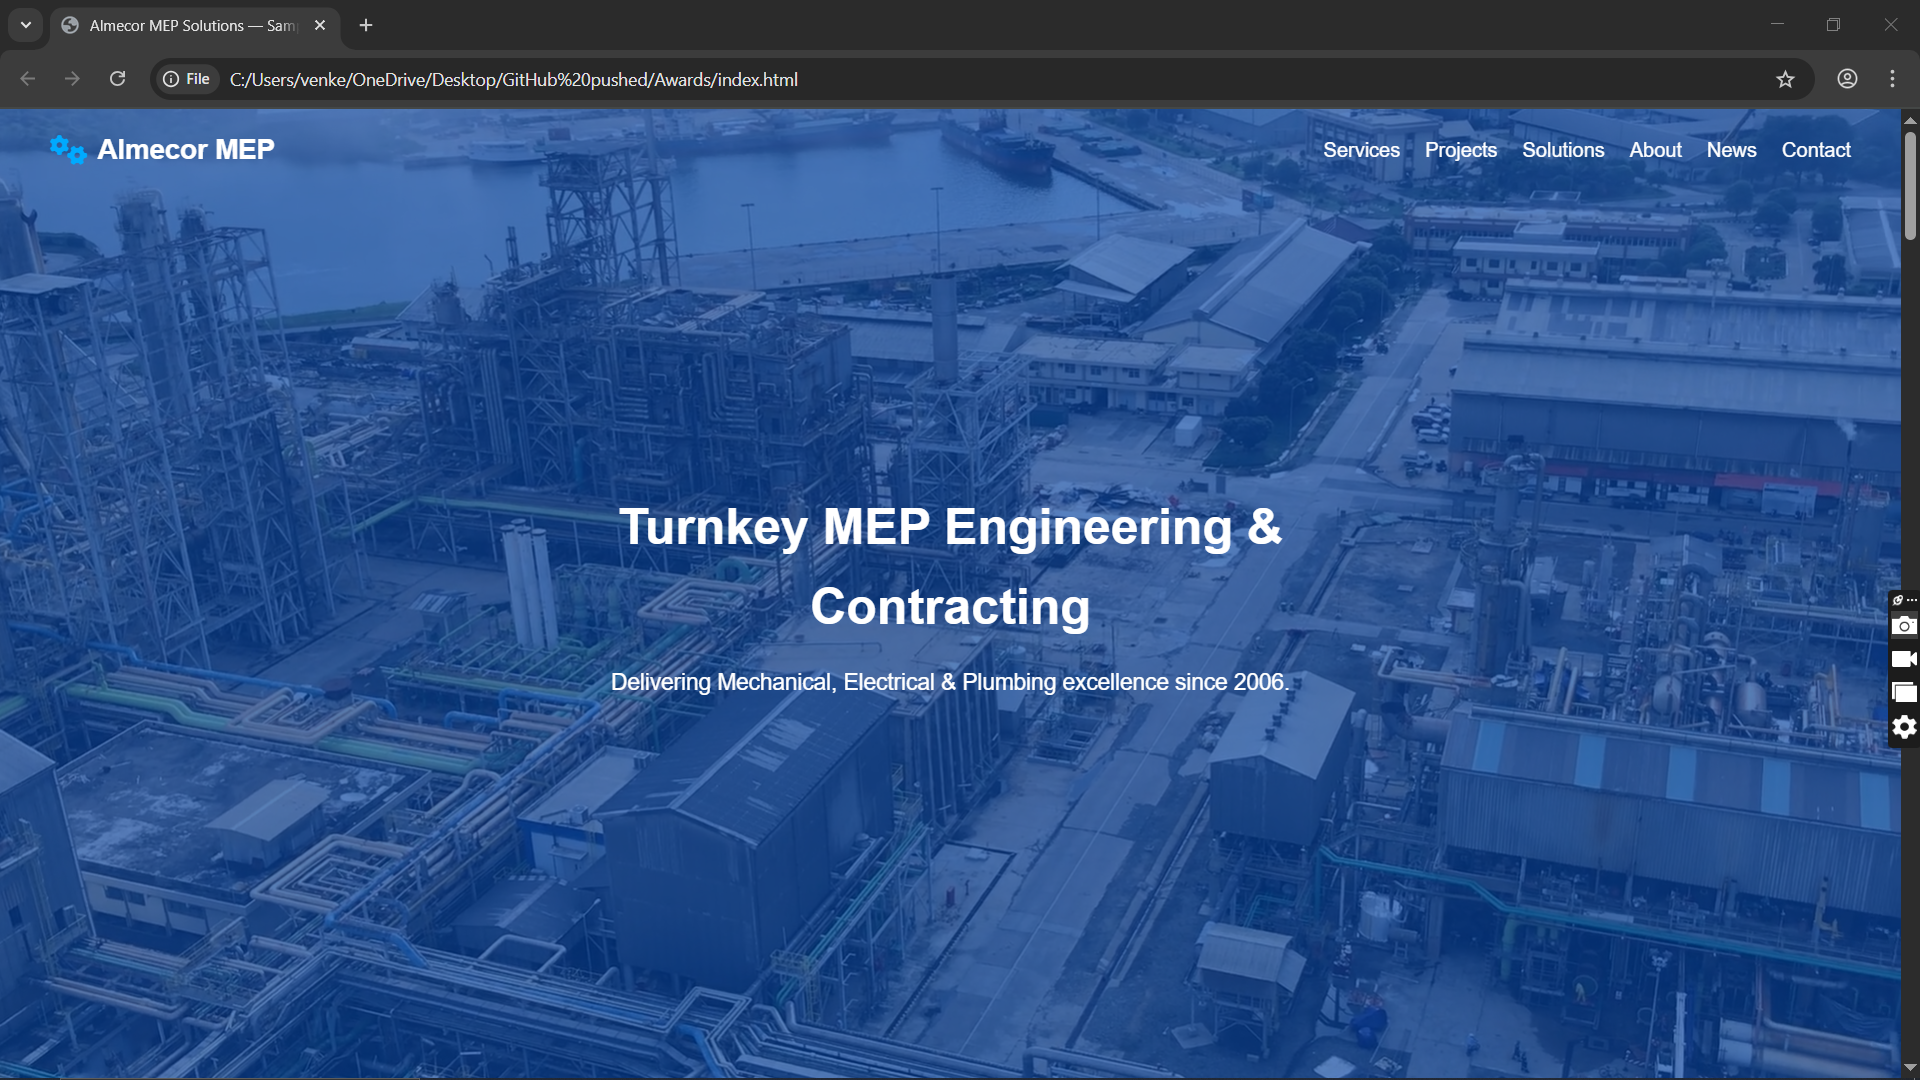 Almecor MEP Solutions — Sam
File
C:/Users/venke/OneDrive/Desktop/GitHub%20pushed/Awards/index.html
Almecor MEP
Services Projects Solutions About News Contact
Turnkey MEP Engineering &
Contracting
Delivering Mechanical, Electrical & Plumbing excellence since 2006.